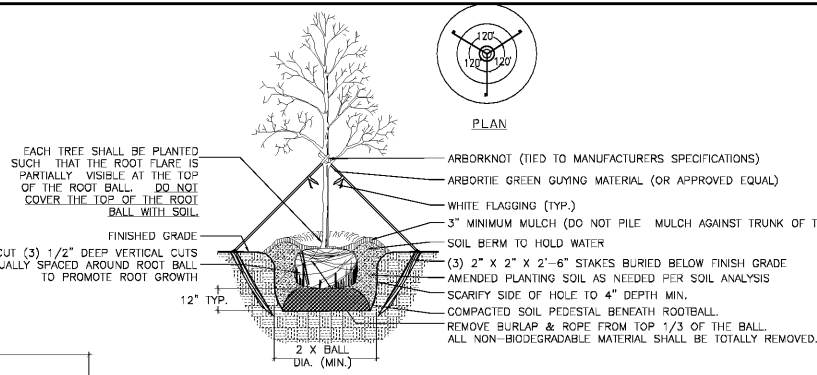 120'
120' 120'
PLAN
EACH TREE SHALL BE PLANTED
SUCH THAT THE ROOT FLARE IS
PARTIALLY VISIBLE AT THE TOP
OF THE ROOT BALL. DO NOT
COVER THE TOP OF THE ROOT
BALL WITH SOIL.
FINISHED GRADE
CUT (3) 1/2" DEEP VERTICAL CUTS
UALLY SPACED AROUND ROOT BALL
TO PROMOTE ROOT GROWTH
12" TYP.
2 X BALL
DIA. (MIN.)
ARBORKNOT (TIED TO MANUFACTURERS SPECIFICATIONS)
ARBORTIE GREEN GUYING MATERIAL (OR APPROVED EQUAL)
WHITE FLAGGING (TYP.)
3" MINIMUM MULCH (DO NOT PILE MULCH AGAINST TRUNK OF T
SOIL BERM TO HOLD WATER
(3) 2" X 2" X 2'-6" STAKES BURIED BELOW FINISH GRADE
AMENDED PLANTING SOIL AS NEEDED PER SOIL ANALYSIS
SCARIFY SIDE OF HOLE TO 4" DEPTH MIN.
COMPACTED SOIL PEDESTAL BENEATH ROOTBALL.
REMOVE BURLAP & ROPE FROM TOP 1/3 OF THE BALL.
ALL NON-BIODEGRADABLE MATERIAL SHALL BE TOTALLY REMOVED.